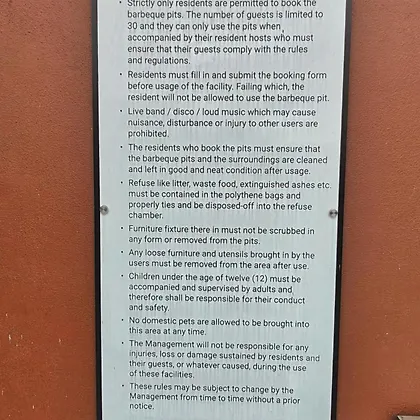 • Strictly only residents are permitted to book the
barbeque pits. The number of guests is limited to
30 and they can only use the pits when
accompanied by their resident hosts who must
ensure that their guests comply with the rules
and regulations.
• Residents must fill in and submit the booking form
before usage of the facility. Failing which, the
resident will not be allowed to use the barbeque pit.
• Live band / disco / loud music which may cause
nuisance, disturbance or injury to other users are
prohibited.
• The residents who book the pits must ensure that
the barbeque pits and the surroundings are cleaned
and left in good and neat condition after usage.
• Refuse like litter, waste food, extinguished ashes etc.
must be contained in the polythene bags and
properly ties and be disposed-off into the refuse
chamber.
• Furniture fixture there in must not be scrubbed in
any form or removed from the pits.
• Any loose furniture and utensils brought in by the
users must be removed from the area after use.
• Children under the age of twelve (12) must be
accompanied and supervised by adults and
therefore shall be responsible for their conduct
and safety.
• No domestic pets are allowed to be brought into
this area at any time.
• The Management will not be responsible for any
injuries, loss or damage sustained by residents and
their guests, or whatever caused, during the use
of these facilities.
• These rules may be subject to change by the
Management from time to time without a prior
notice.